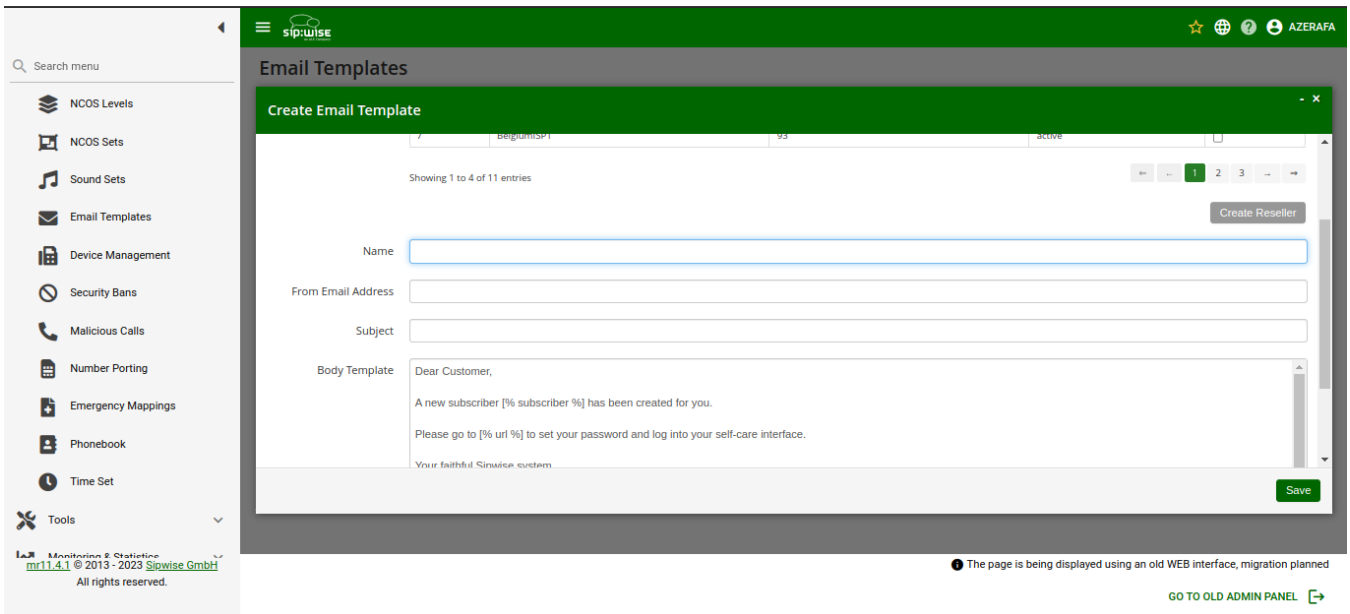 sip:wise
AZERAFA
Search menu
Email Templates
NCOS Levels
Create Email Template
- ×
7 BelgiumISPT 93 active
NCOS Sets
Showing 1 to 4 of 11 entries
⇐ ← 1 2 3 → ⇒
Sound Sets
Create Reseller
Email Templates
Name
Device Management
From Email Address
Security Bans
Subject
Malicious Calls
Body Template
Dear Customer,
A new subscriber [% subscriber %] has been created for you.
Please go to [% url %] to set your password and log into your self-care interface.
Your faithful Sipwise system
Number Porting
Emergency Mappings
Phonebook
Time Set
Save
Tools
Monitoring & Statistics
mr11.4.1 © 2013 - 2023 Sipwise GmbH
All rights reserved.
The page is being displayed using an old WEB interface, migration planned
GO TO OLD ADMIN PANEL